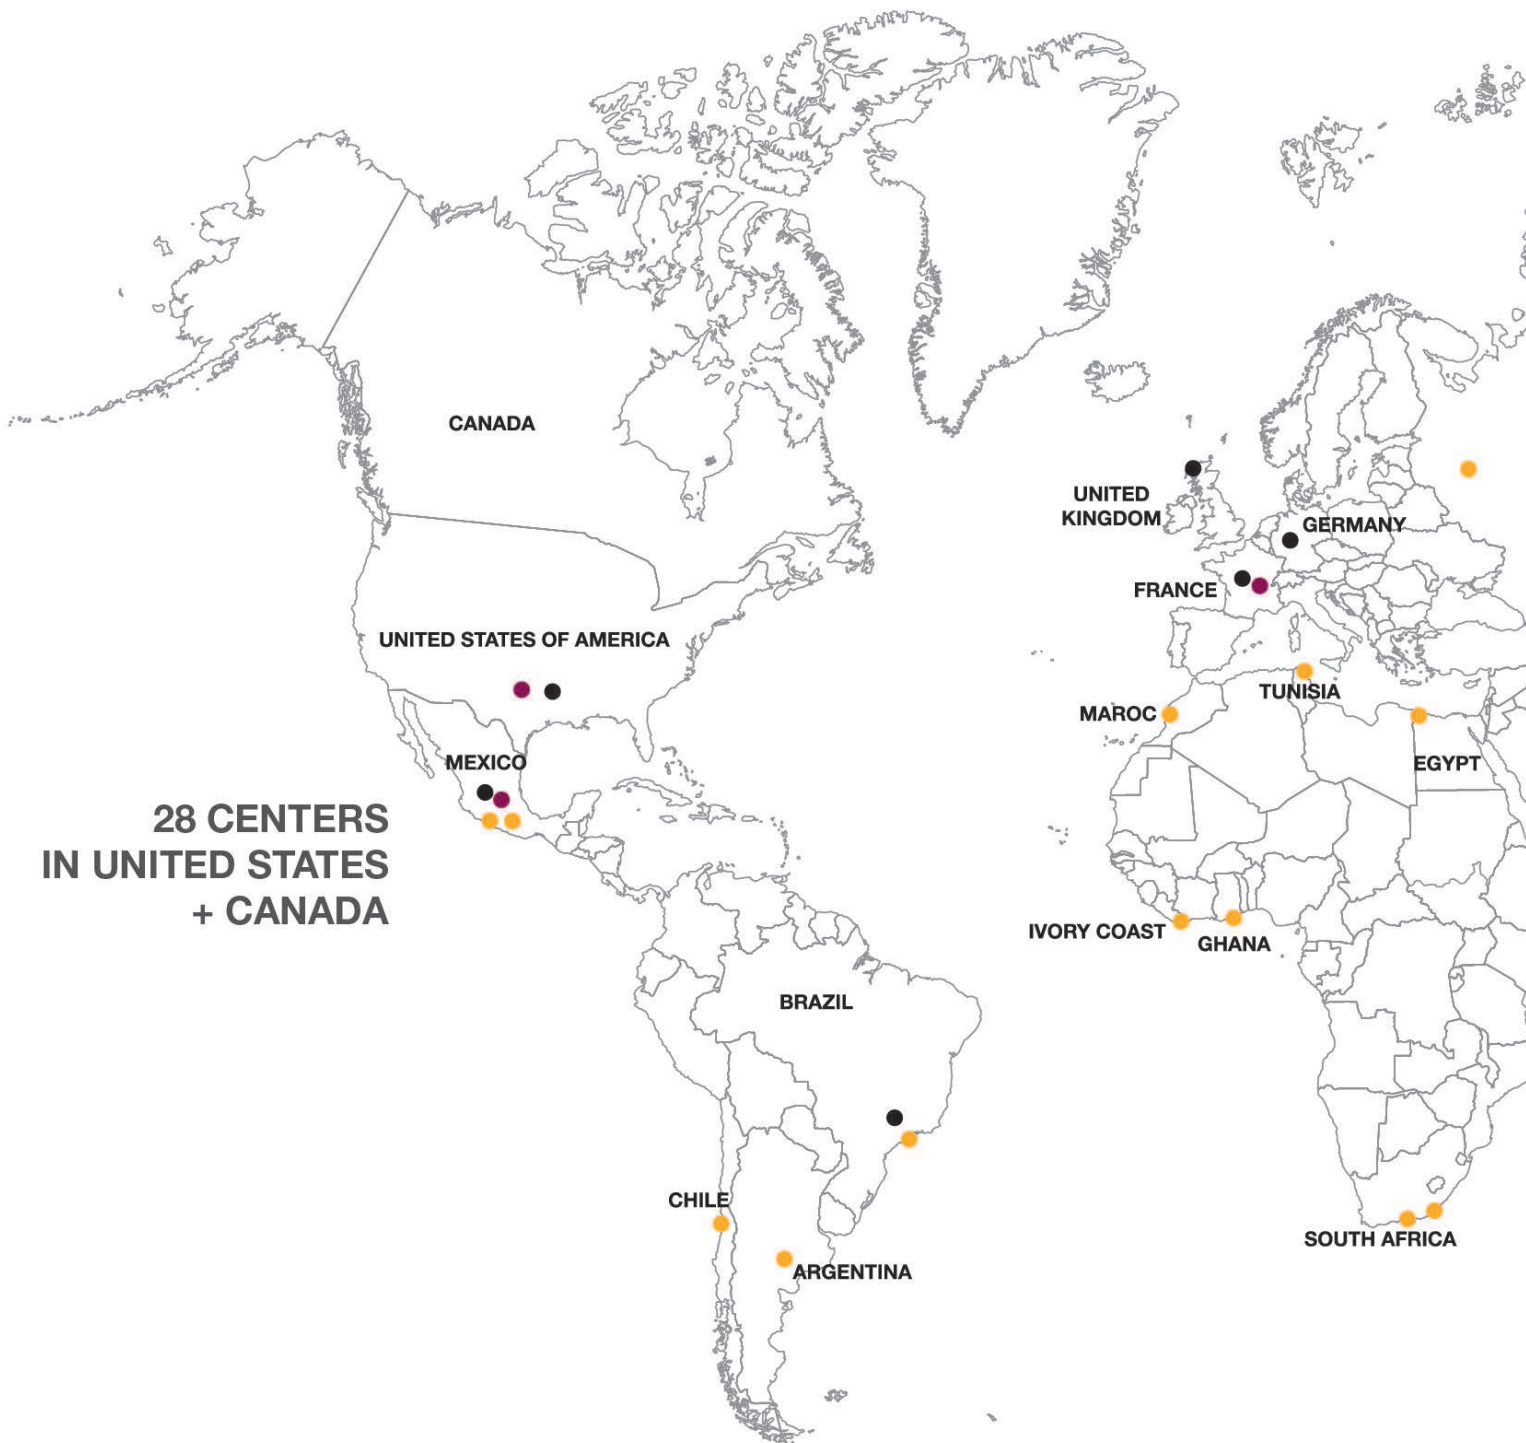 CANADA
UNITED
KINGDOM
GERMANY
FRANCE
UNITED STATES OF AMERICA
TUNISIA
MAROC
MEXICO
EGYPT
28 CENTERS
IN UNITED STATES
+ CANADA
IVORY COAST
GHANA
BRAZIL
CHILE
SOUTH AFRICA
ARGENTINA